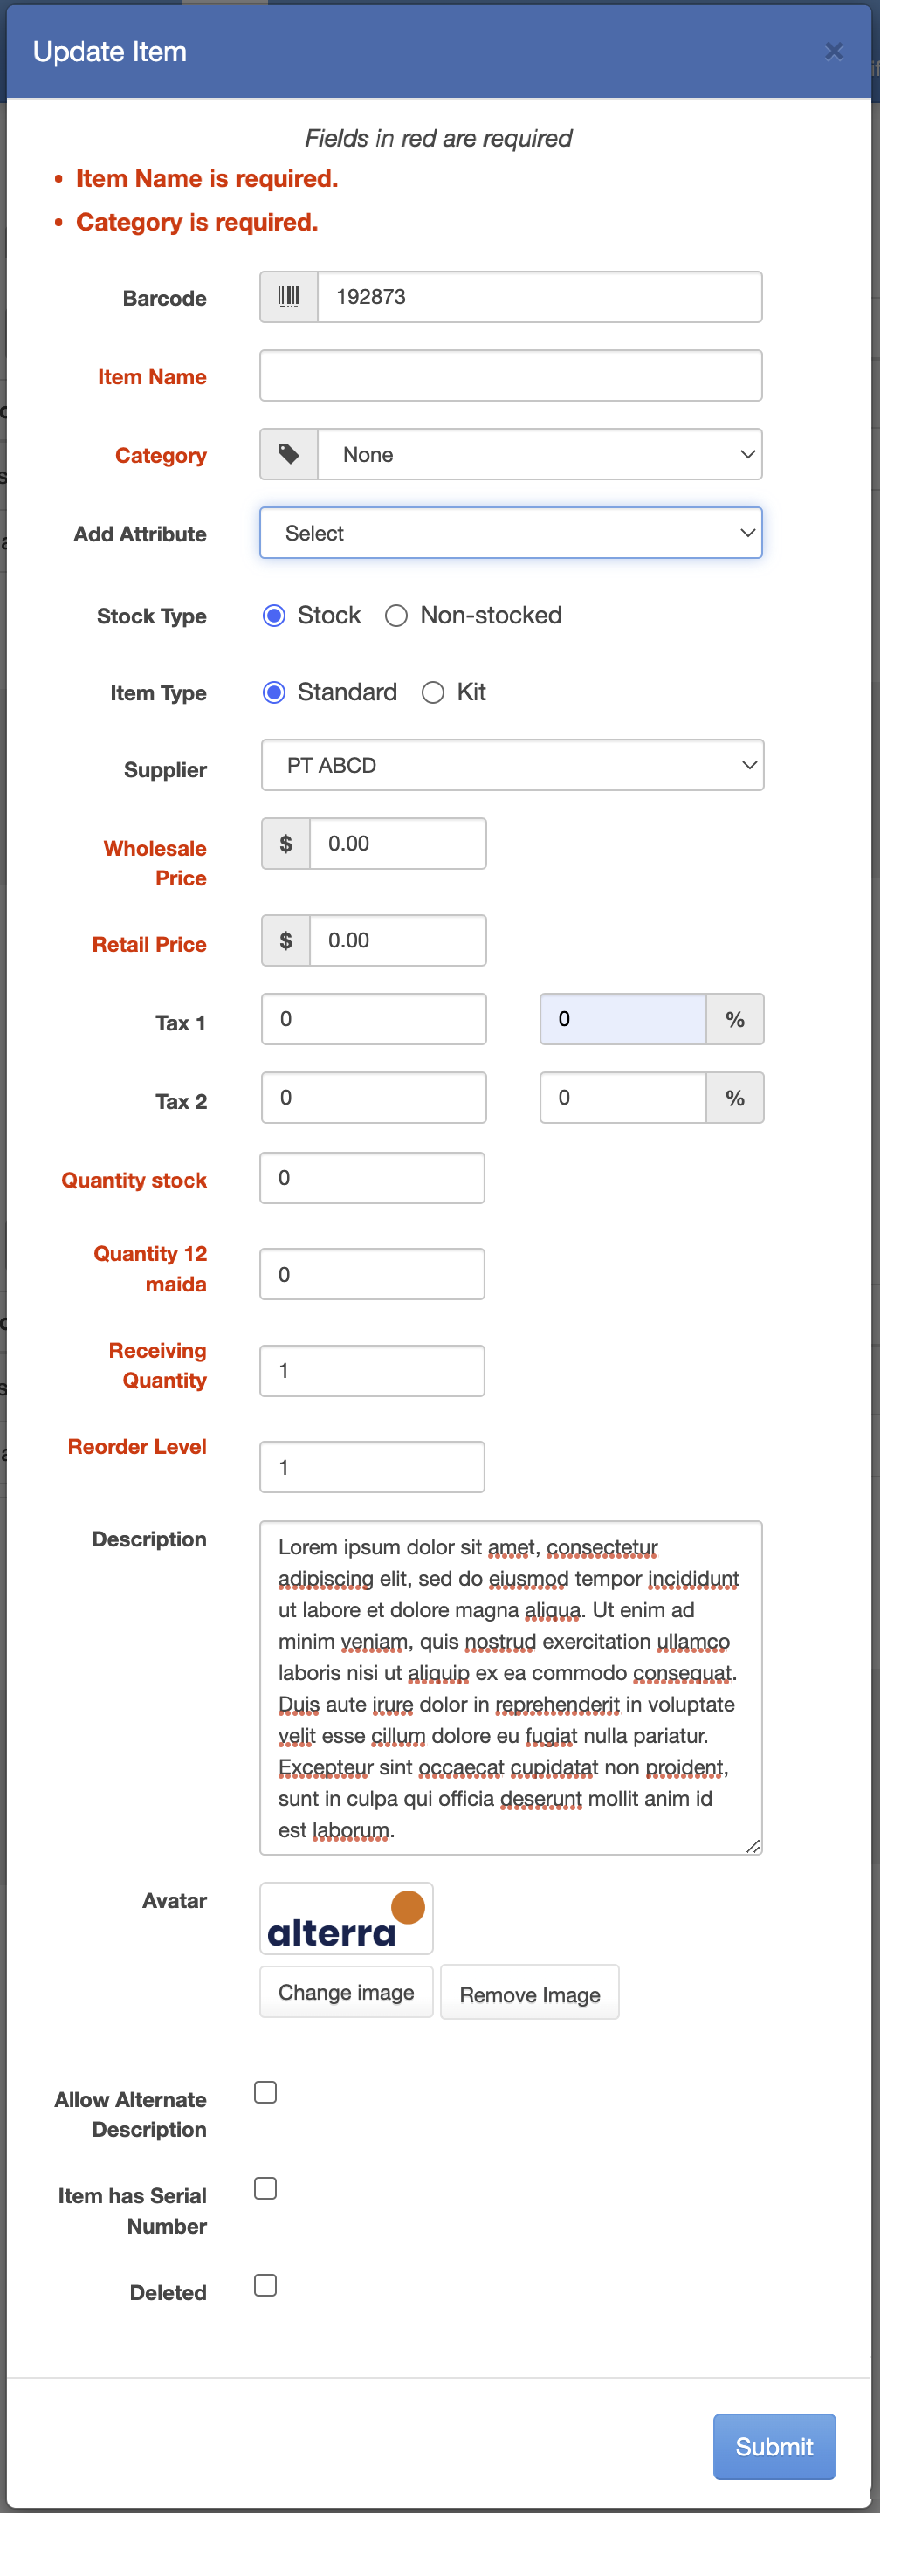 Update Item
×
Fields in red are required
• Item Name is required.
• Category is required.
Barcode
192873
Item Name
Category
None
Add Attribute
Select
Stock Type
Stock
Non-stocked
Item Type
Standard
Kit
Supplier
PT ABCD
Wholesale
Price
$
0.00
Retail Price
$
0.00
Tax 1
0
0
%
Tax 2
0
0
%
Quantity stock
0
Quantity 12
maida
0
Receiving
Quantity
1
Reorder Level
1
Description
Lorem ipsum dolor sit amet, consectetur
adipiscing elit, sed do eiusmod tempor incididunt
ut labore et dolore magna aliqua. Ut enim ad
minim veniam, quis nostrud exercitation ullamco
laboris nisi ut aliquip ex ea commodo consequat.
Duis aute irure dolor in reprehenderit in voluptate
velit esse cillum dolore eu fugiat nulla pariatur.
Excepteur sint occaecat cupidatat non proident,
sunt in culpa qui officia deserunt mollit anim id
est laborum.
Avatar
alterra
Change image
Remove Image
Allow Alternate
Description
Item has Serial
Number
Deleted
Submit